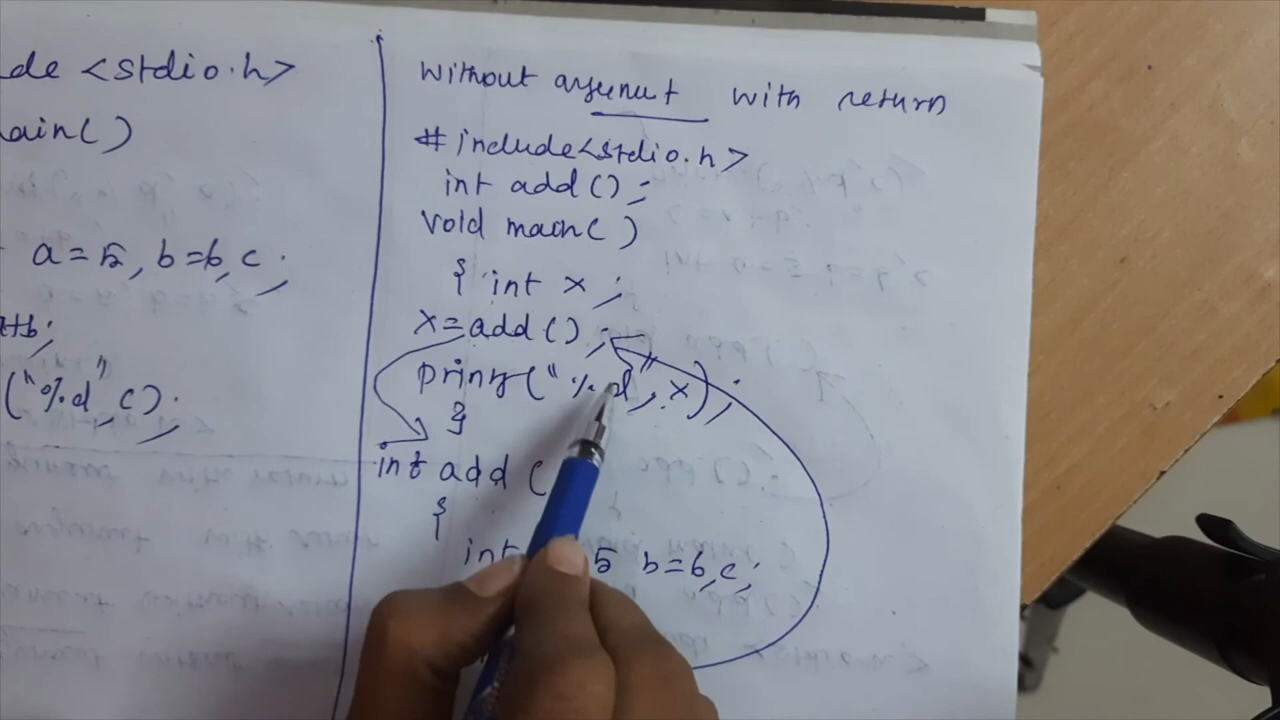 de <stdio.h>
ain()
a=5, b=6, c;
+b;
("%d", c);
without argument with return
#include<stdio.h>
int add();
void main()
{ int x;
x=add();
printf("%d", x);
}
int add (
{
int 5 b=6, c;